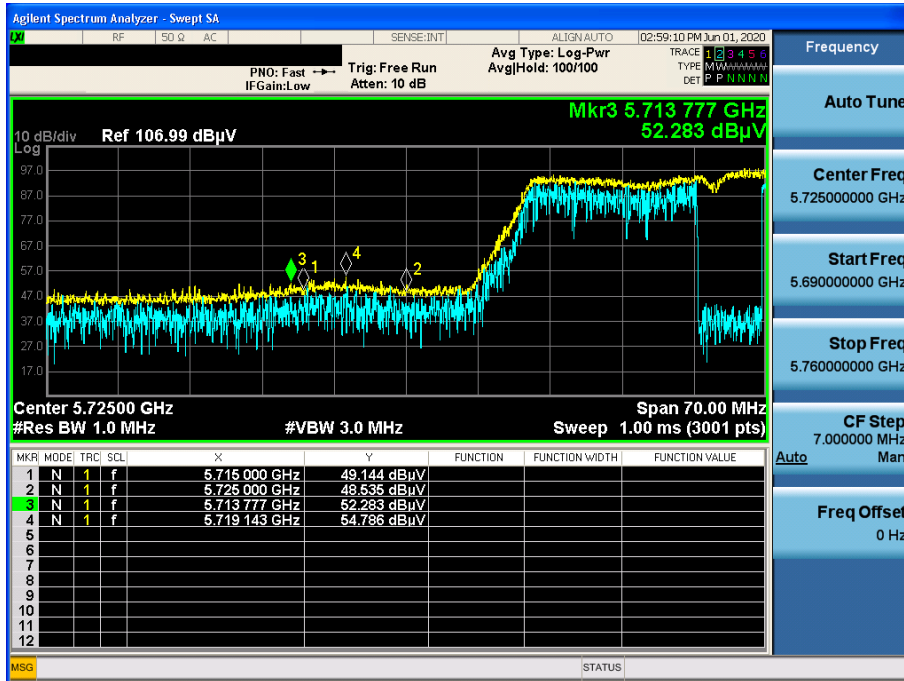 Agilent Spectrum Analyzer - Swept SA
LXI RF 50 Ω AC SENSE:INT ALIGN AUTO 02:59:10 PM Jun 01, 2020
PNO: Fast IFGain:Low
Trig: Free Run Atten: 10 dB
Avg Type: Log-Pwr Avg|Hold: 100/100
TRACE 1 2 3 4 5 6
TYPE MWWWWW
DET P P N N N N
Mkr3 5.713 777 GHz
52.283 dBµV
10 dB/div Ref 106.99 dBµV
Log
97.0
87.0
77.0
67.0
57.0
47.0
37.0
27.0
17.0
3
1
4
2
Center 5.72500 GHz Span 70.00 MHz
#Res BW 1.0 MHz #VBW 3.0 MHz Sweep 1.00 ms (3001 pts)
MKR MODE TRC SCL X Y FUNCTION FUNCTION WIDTH FUNCTION VALUE
1 N 1 f 5.715 000 GHz 49.144 dBµV
2 N 1 f 5.725 000 GHz 48.535 dBµV
3 N 1 f 5.713 777 GHz 52.283 dBµV
4 N 1 f 5.719 143 GHz 54.786 dBµV
5
6
7
8
9
10
11
12
MSG STATUS
Frequency
Auto Tune
Center Freq
5.725000000 GHz
Start Freq
5.690000000 GHz
Stop Freq
5.760000000 GHz
CF Step
7.000000 MHz
Auto Man
Freq Offset
0 Hz